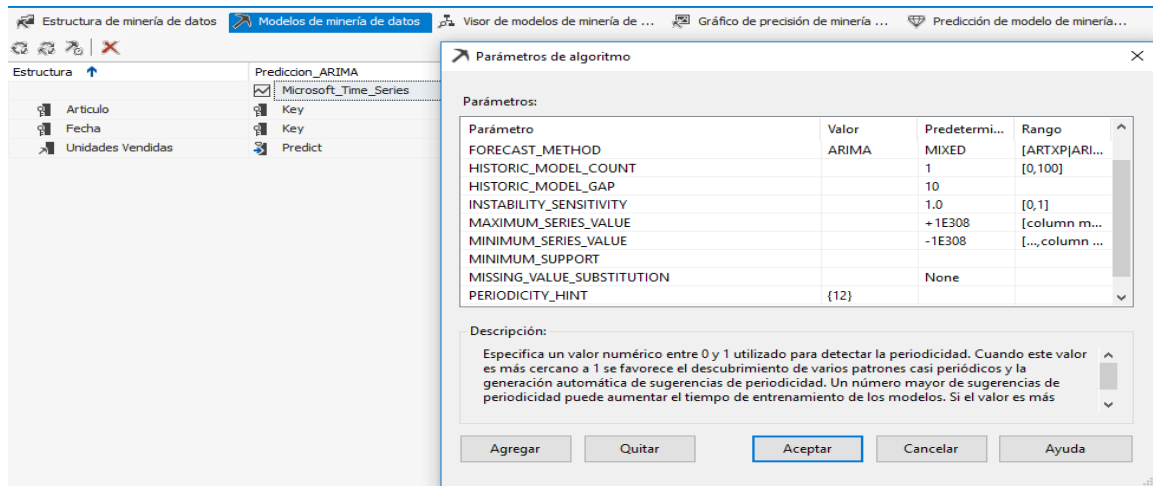 Estructura de minería de datos Modelos de minería de datos Visor de modelos de minería de ... Gráfico de precisión de minería ... Predicción de modelo de minería...
Estructura Prediccion_ARIMA
Microsoft_Time_Series
Articulo Key
Fecha Key
Unidades Vendidas Predict
Parámetros de algoritmo
Parámetros:
Parámetro Valor Predetermi... Rango
FORECAST_METHOD ARIMA MIXED [ARTXP|ARI...
HISTORIC_MODEL_COUNT 1 [0,100]
HISTORIC_MODEL_GAP 10
INSTABILITY_SENSITIVITY 1.0 [0,1]
MAXIMUM_SERIES_VALUE +1E308 [column m...
MINIMUM_SERIES_VALUE -1E308 [...,column ...
MINIMUM_SUPPORT
MISSING_VALUE_SUBSTITUTION None
PERIODICITY_HINT {12}
Descripción:
Especifica un valor numérico entre 0 y 1 utilizado para detectar la periodicidad. Cuando este valor
es más cercano a 1 se favorece el descubrimiento de varios patrones casi periódicos y la
generación automática de sugerencias de periodicidad. Un número mayor de sugerencias de
periodicidad puede aumentar el tiempo de entrenamiento de los modelos. Si el valor es más
Agregar Quitar Aceptar Cancelar Ayuda